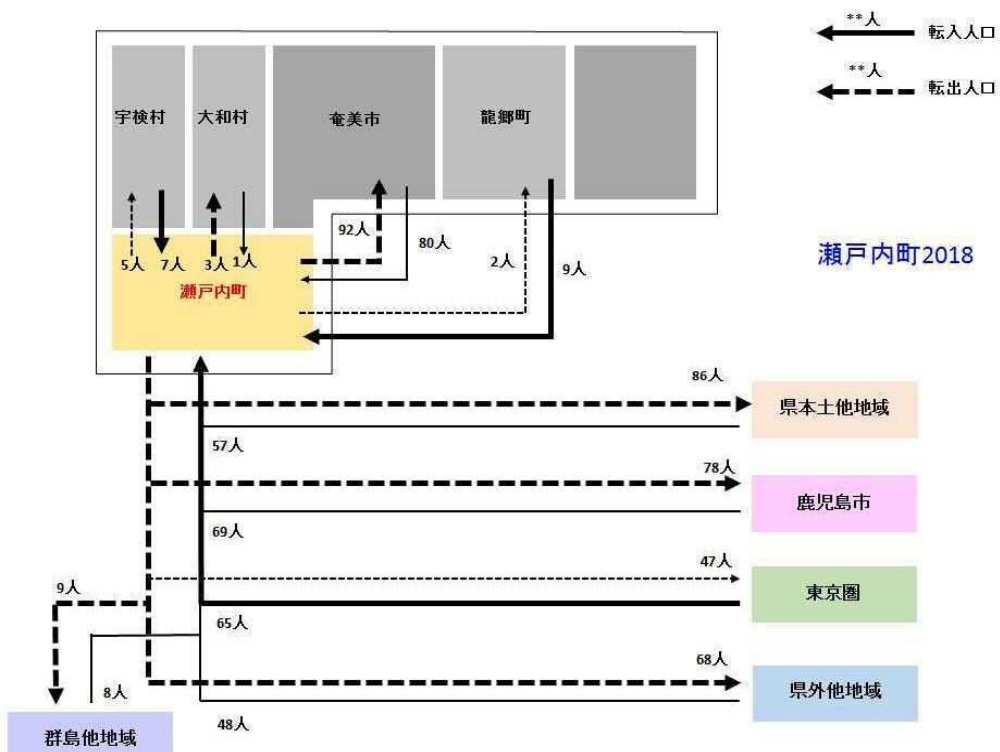 **人
転入人口
**人
転出人口
宇検村
大和村
奄美市
龍郷町
92人
80人
2人
9人
5人
7人
3人
1人
瀬戸内町
瀬戸内町2018
86人
県本土他地域
57人
78人
鹿児島市
69人
47人
東京圏
65人
9人
8人
68人
県外他地域
48人
群島他地域